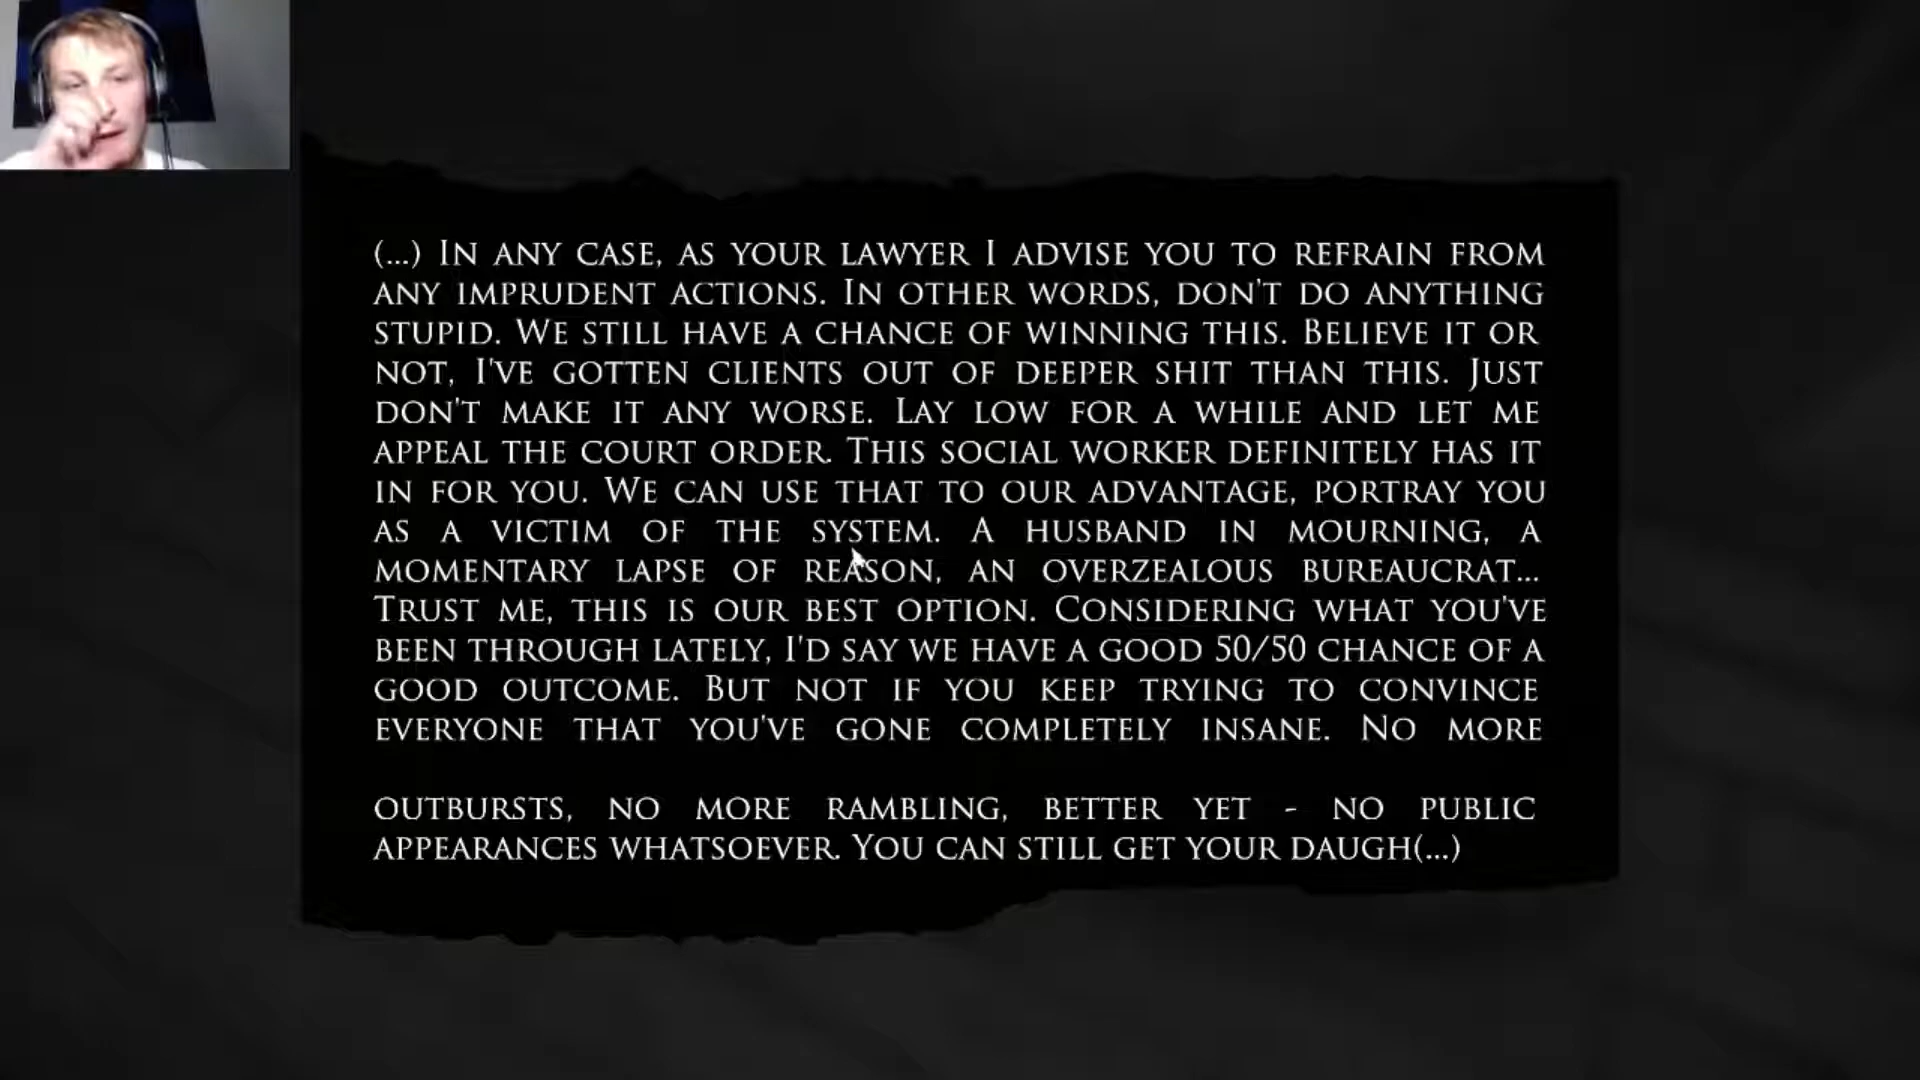 (...) In any case, as your lawyer I advise you to refrain from
any imprudent actions. In other words, don't do anything
stupid. We still have a chance of winning this. Believe it or
not, I've gotten clients out of deeper shit than this. Just
don't make it any worse. Lay low for a while and let me
appeal the court order. This social worker definitely has it
in for you. We can use that to our advantage, portray you
as a victim of the system. A husband in mourning, a
momentary lapse of reason, an overzealous bureaucrat...
Trust me, this is our best option. Considering what you've
been through lately, I'd say we have a good 50/50 chance of a
good outcome. But not if you keep trying to convince
everyone that you've gone completely insane. No more
outbursts, no more rambling, better yet - no public
appearances whatsoever. You can still get your daugh(...)